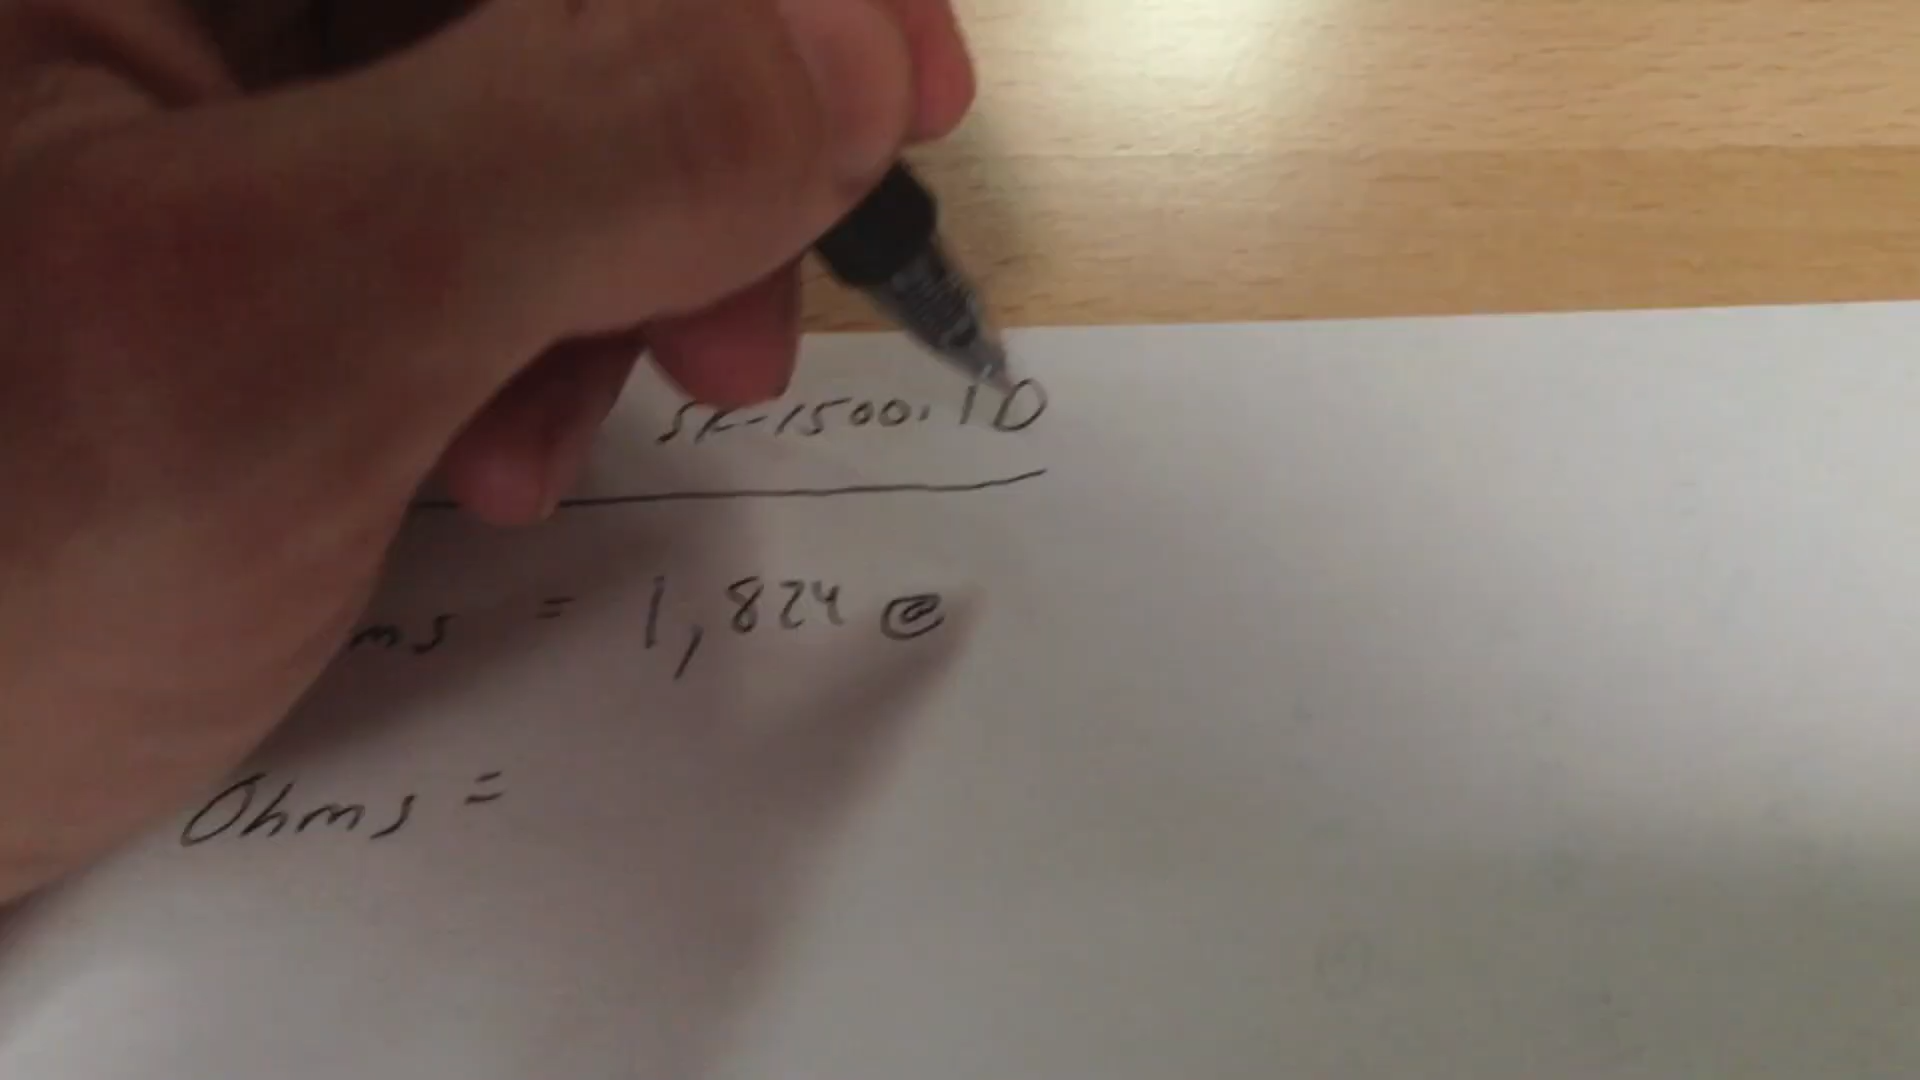 SK-1500.1D
ms = 1,824 @
Ohms =